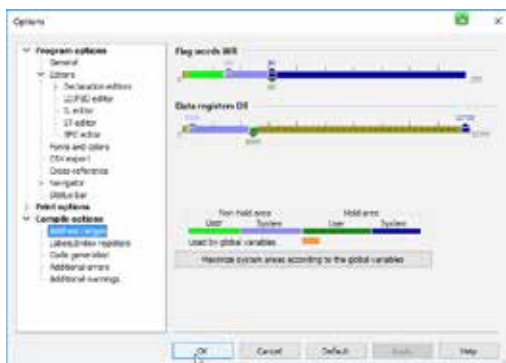 Options
Program options
General
Editors
Declaration editors
LD/FBD editor
IL editor
ST editor
SFC editor
Fonts and colors
CSV export
Cross-reference
Navigator
Status bar
Print options
Compile options
Address ranges
Labels/Index registers
Code generation
Additional errors
Additional warnings
Flag words WR
Data registers DT
Non hold area
Hold area
User
System
User
System
Used by global variables
Maximize system areas according to the global variables
OK
Cancel
Default
Apply
Help